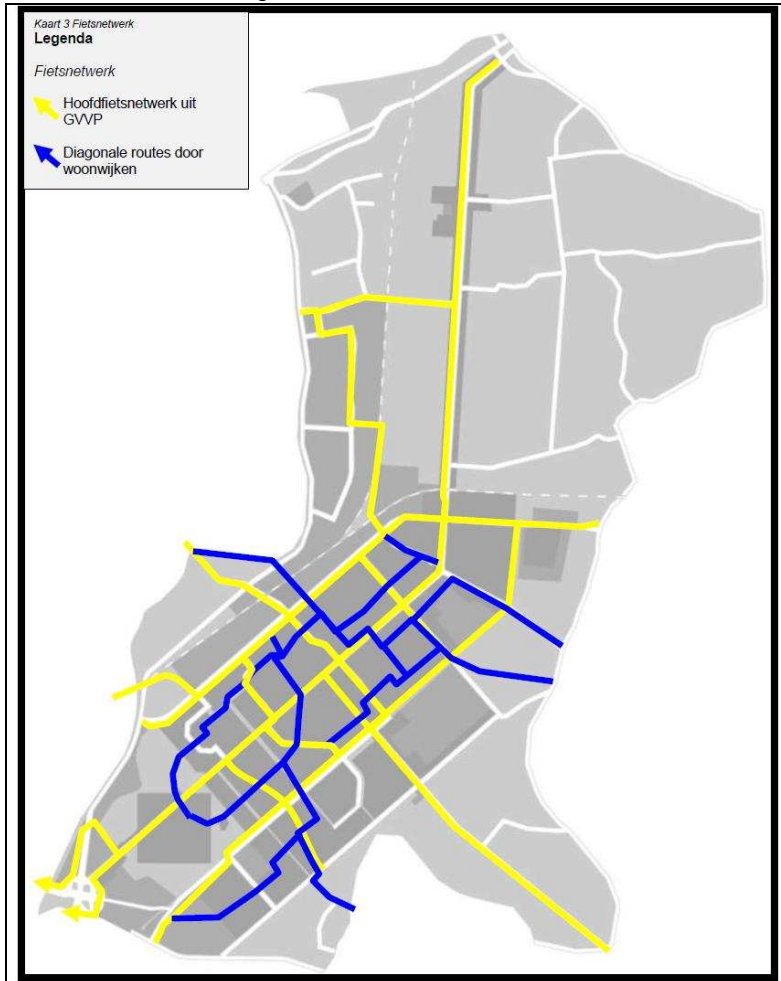 Kaart 3 Fietsnetwerk
Legenda
Fietsnetwerk
Hoofdfietsnetwerk uit
GVVP
Diagonale routes door
woonwijken